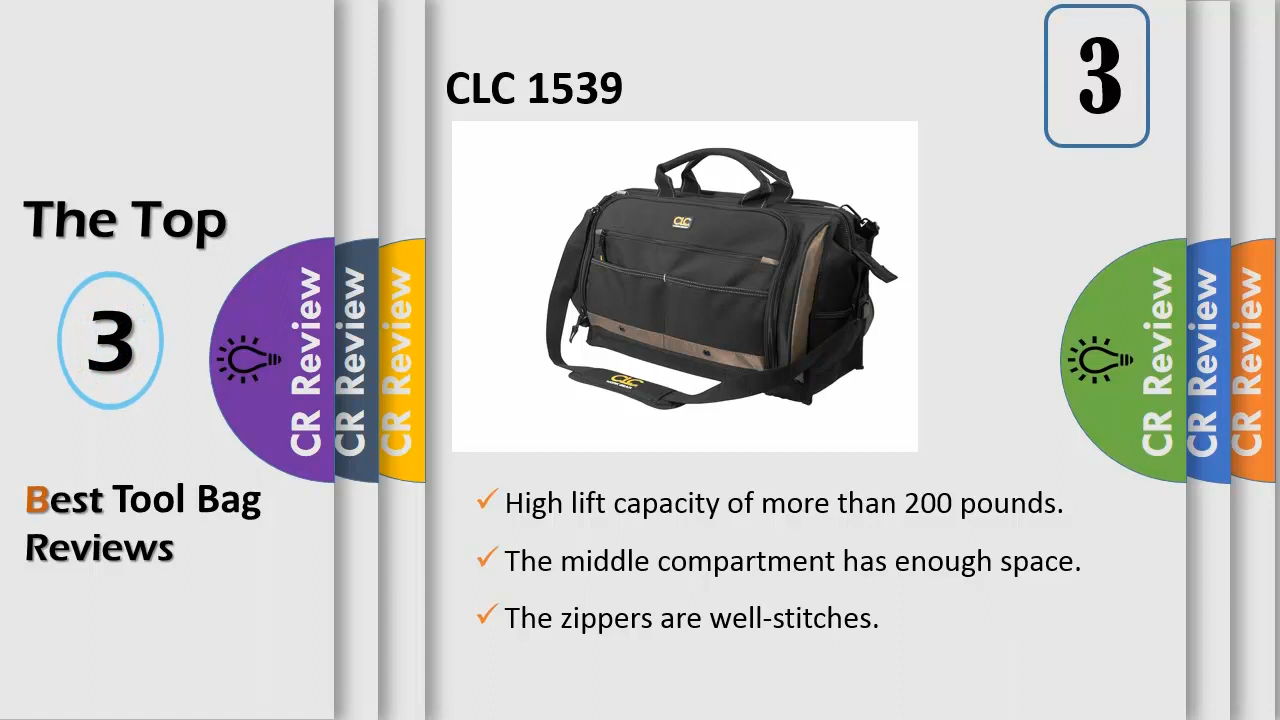 The Top
3
Best Tool Bag
Reviews
CR Review
CR Review
CR Review
CLC 1539
3
CLC
CLC
High lift capacity of more than 200 pounds.
The middle compartment has enough space.
The zippers are well-stitches.
CR Review
CR Review
CR Review